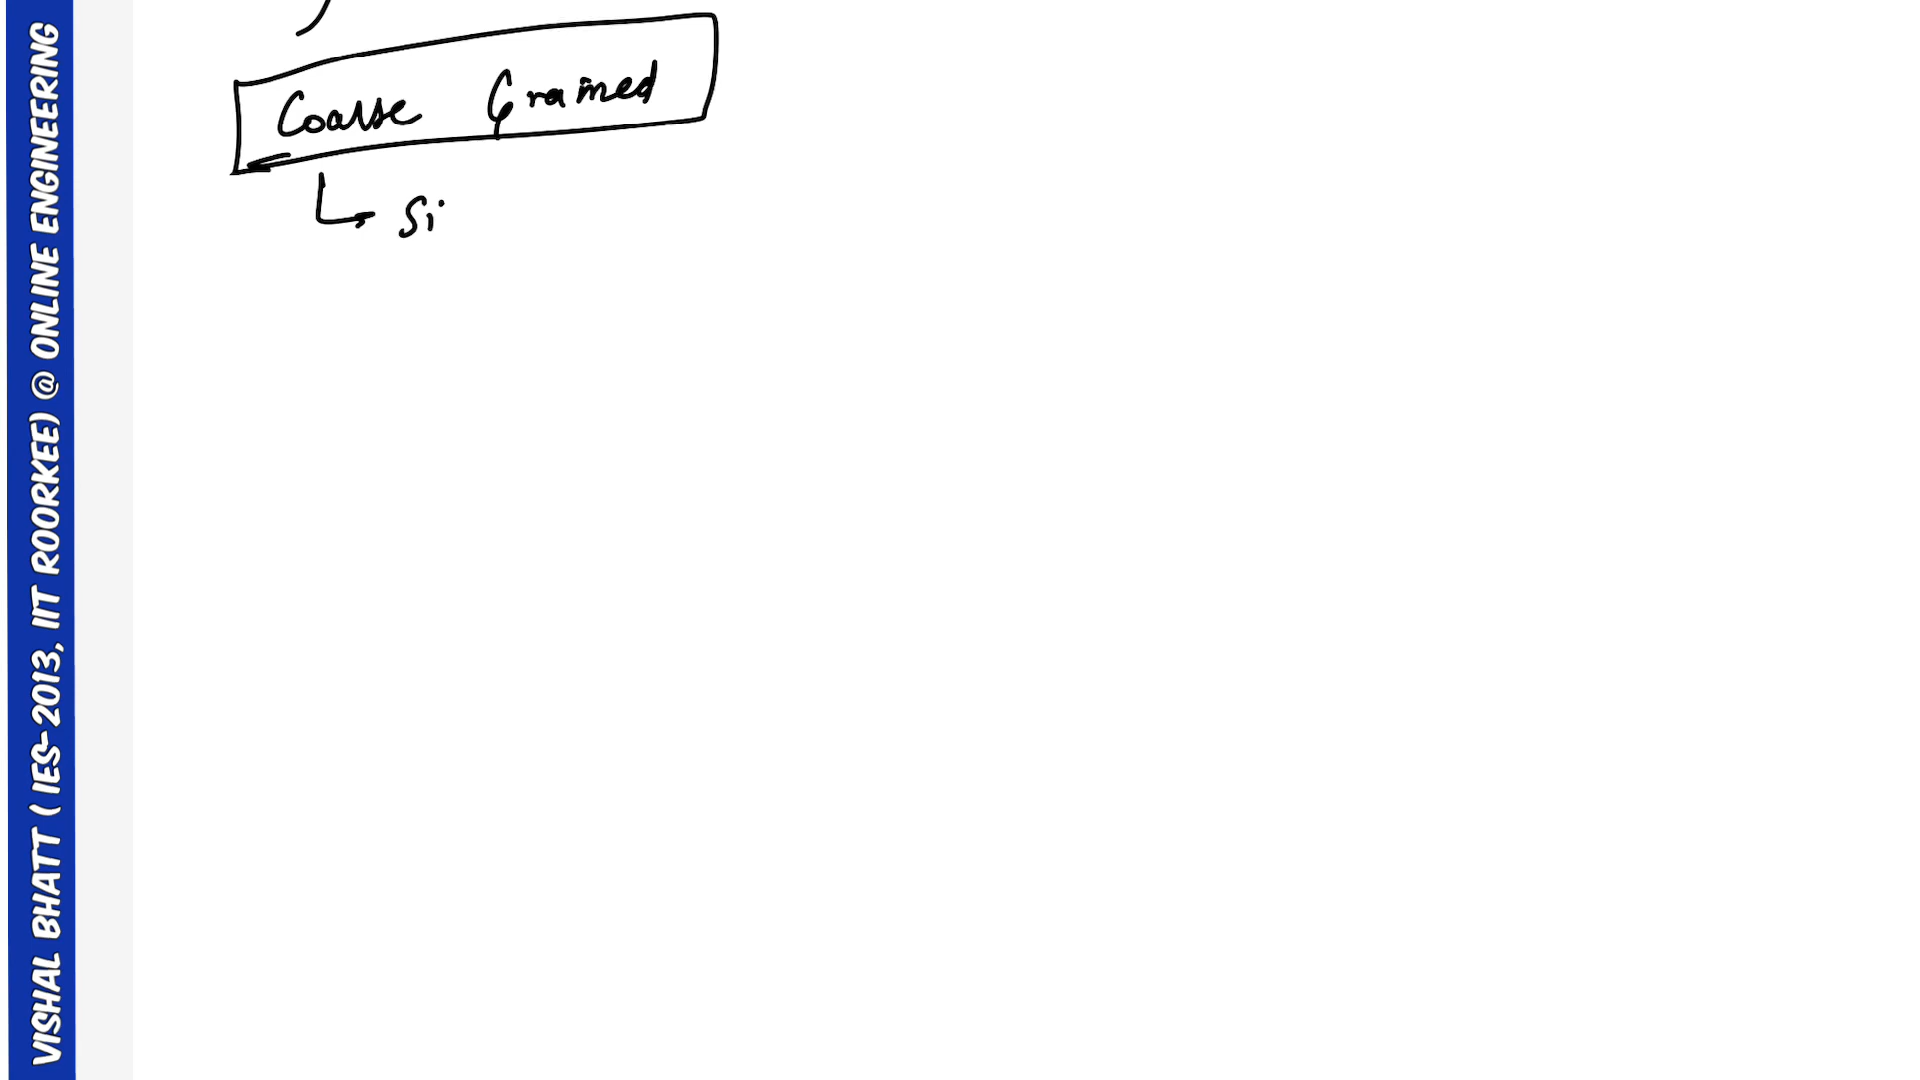 VISHAL BHATT ( IES-2013, IIT ROORKEE) @ ONLINE ENGINEERING
Coarse Grained
Si